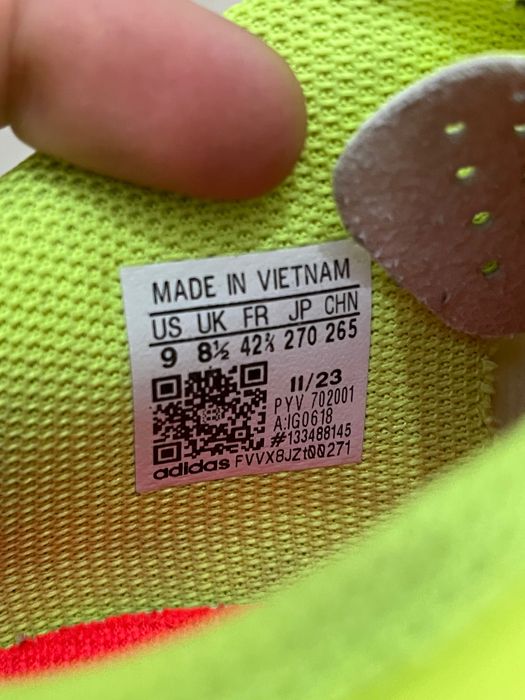 MADE IN VIETNAM
US UK FR JP CHN
9 8½ 42⅔ 270 265
11/23
PYV 702001
A:IG0618
#133488145
adidas FVVX8JZt00271